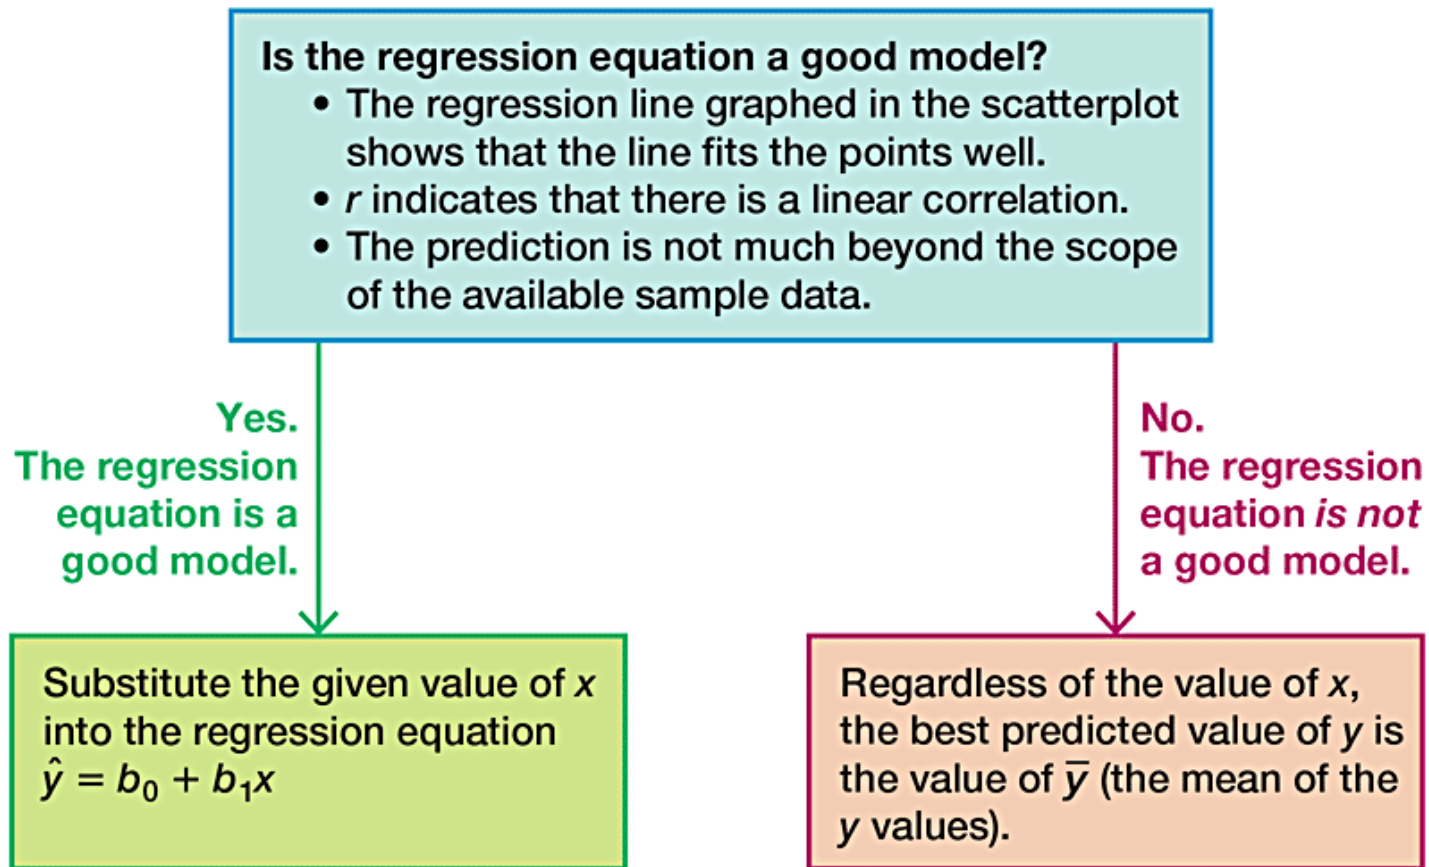 Is the regression equation a good model?
• The regression line graphed in the scatterplot
shows that the line fits the points well.
• r indicates that there is a linear correlation.
• The prediction is not much beyond the scope
of the available sample data.
Yes.
The regression
equation is a
good model.
No.
The regression
equation is not
a good model.
Substitute the given value of x
into the regression equation
ŷ = b₀ + b₁x
Regardless of the value of x,
the best predicted value of y is
the value of ȳ (the mean of the
y values).